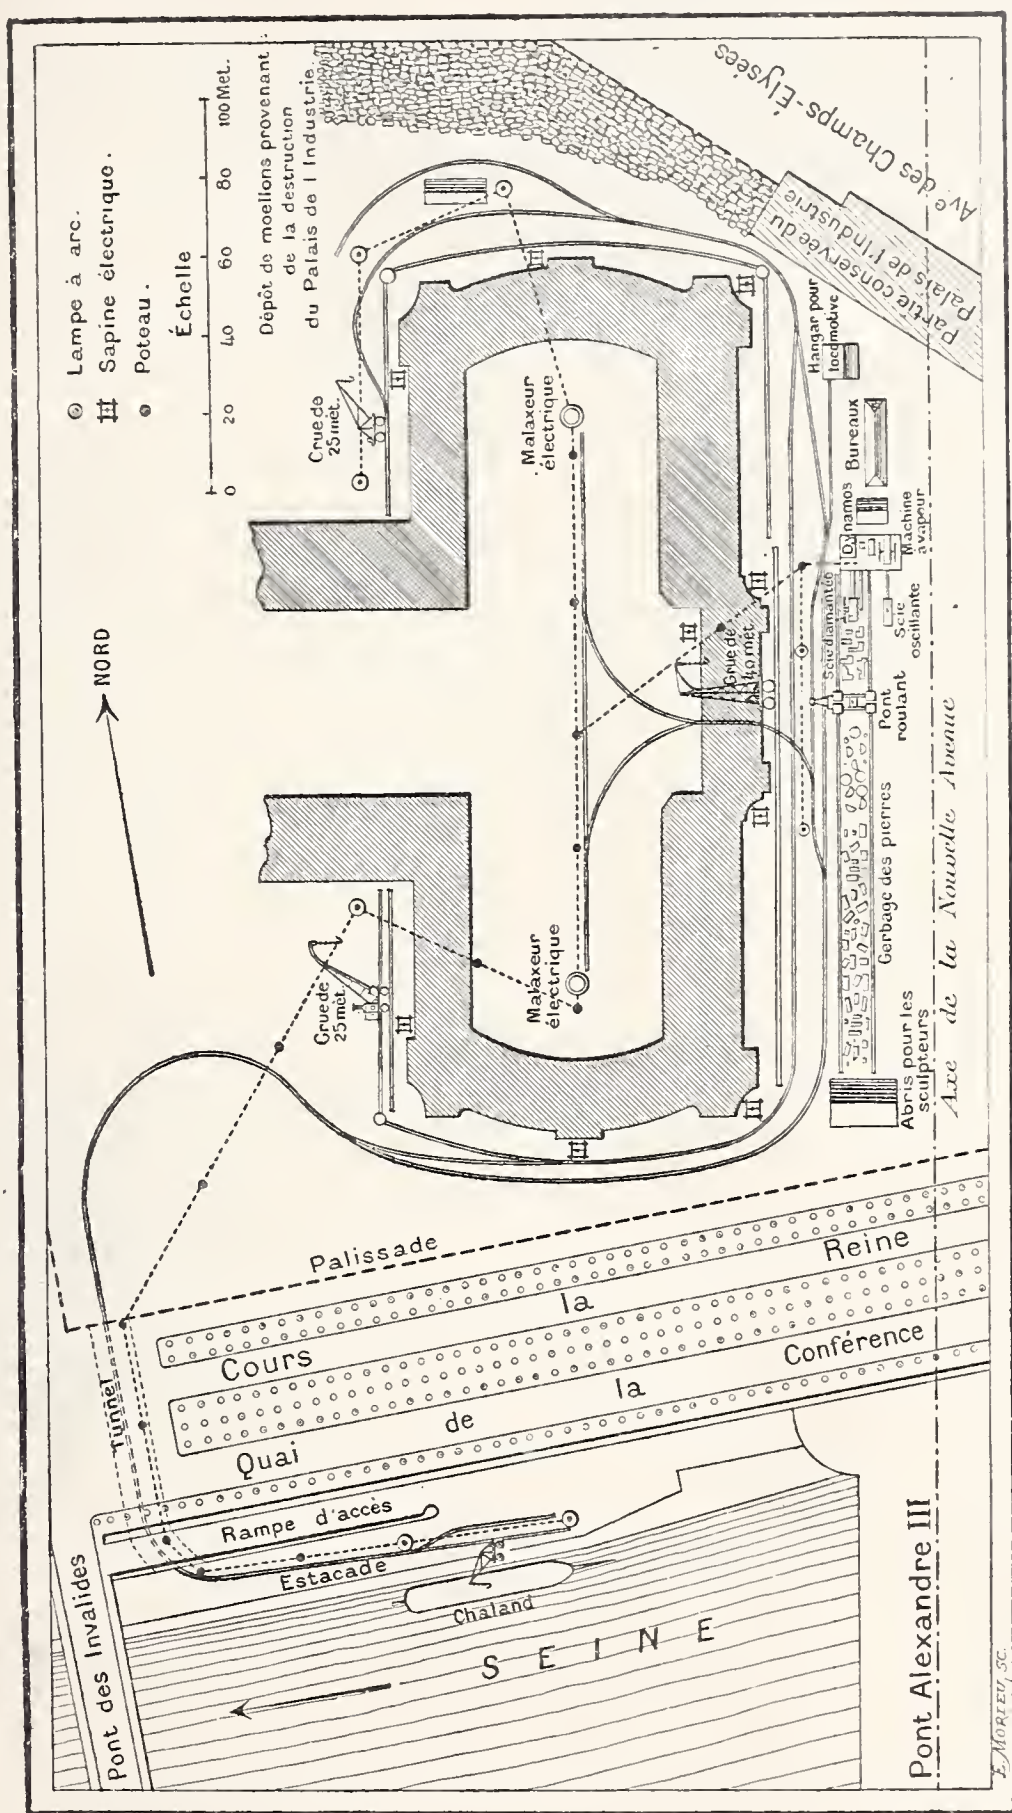 Lampe à arc.
Sapine électrique.
Poteau.
Échelle
0 20 40 60 80 100 Met.
NORD
Dépôt de moellons provenant
de la destruction
du Palais de l'Industrie.
Ave des Champs-Élysées
Partie conservée du
Palais de l'Industrie
Grue de
25 mèt.
Malaxeur
électrique
Hangar pour
locomotive
Bureaux
Dynamos
Machine
à vapeur
Scie diamantée
Scie
oscillante
Grue de
40 mèt.
Pont
roulant
Gerbage des pierres
Grue de
25 mèt.
Malaxeur
électrique
Abris pour les
sculpteurs
Axe de la Nouvelle Avenue
Palissade
Tunnel
Cours la Reine
Quai de la Conférence
Rampe d'accès
Estacade
Chaland
Pont des Invalides
SEINE
Pont Alexandre III
E. MORIEU, SC.